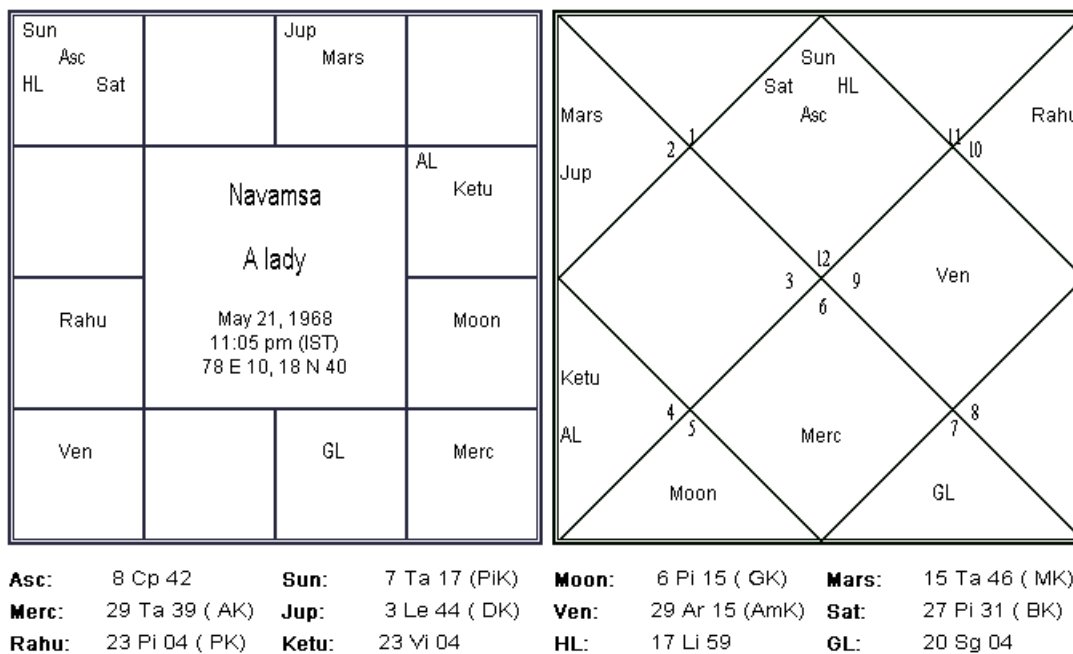 Sun
Asc
HL Sat
Jup
Mars
AL
Ketu
Navamsa
A lady
May 21, 1968
11:05 pm (IST)
78 E 10, 18 N 40
Rahu
Moon
Ven
GL
Merc
Sun
Sat HL
Asc
Mars
Rahu
1
11
2
10
Jup
12
3
9
Ven
6
Ketu
4
8
AL
5
7
Merc
Moon
GL
Asc: 8 Cp 42 Sun: 7 Ta 17 (PiK) Moon: 6 Pi 15 ( GK) Mars: 15 Ta 46 ( MK)
Merc: 29 Ta 39 ( AK) Jup: 3 Le 44 ( DK) Ven: 29 Ar 15 (AmK) Sat: 27 Pi 31 ( BK)
Rahu: 23 Pi 04 ( PK) Ketu: 23 Vi 04 HL: 17 Li 59 GL: 20 Sg 04